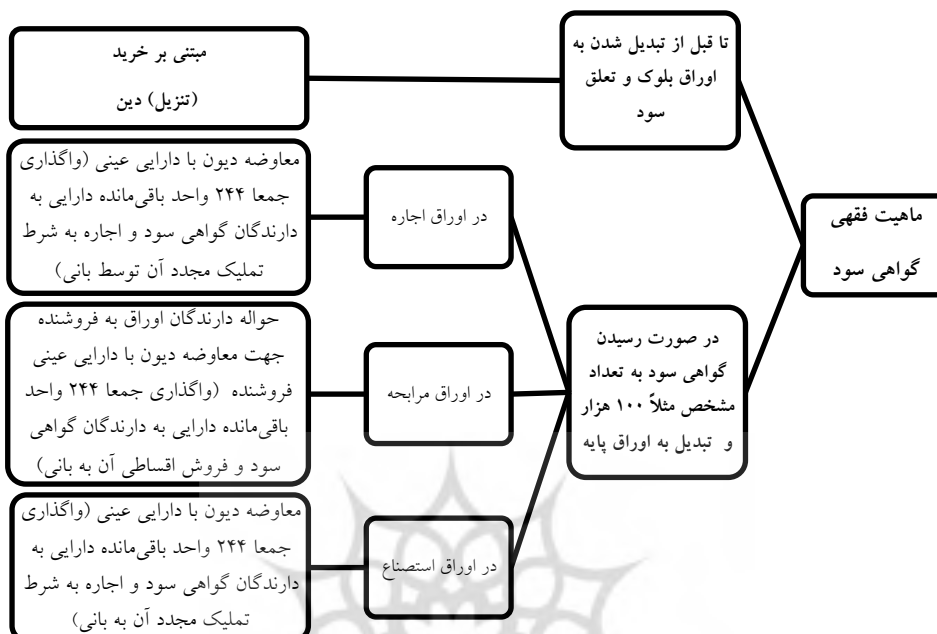 ماهیت فقهی
گواهی سود
تا قبل از تبدیل شدن به
اوراق بلوک و تعلق
سود
مبتنی بر خرید
(تنزیل) دین
در صورت رسیدن
گواهی سود به تعداد
مشخص مثلاً ۱۰۰ هزار
و تبدیل به اوراق پایه
در اوراق اجاره
معاوضه دیون با دارایی عینی (واگذاری
جمعا ۲۴۴ واحد باقی‌مانده دارایی به
دارندگان گواهی سود و اجاره به شرط
تملیک مجدد آن توسط بانی)
در اوراق مرابحه
حواله دارندگان اوراق به فروشنده
جهت معاوضه دیون با دارایی عینی
فروشنده (واگذاری جمعا ۲۴۴ واحد
باقی‌مانده دارایی به دارندگان گواهی
سود و فروش اقساطی آن به بانی)
در اوراق استصناع
معاوضه دیون با دارایی عینی (واگذاری
جمعا ۲۴۴ واحد باقی‌مانده دارایی به
دارندگان گواهی سود و اجاره به شرط
تملیک مجدد آن به بانی)